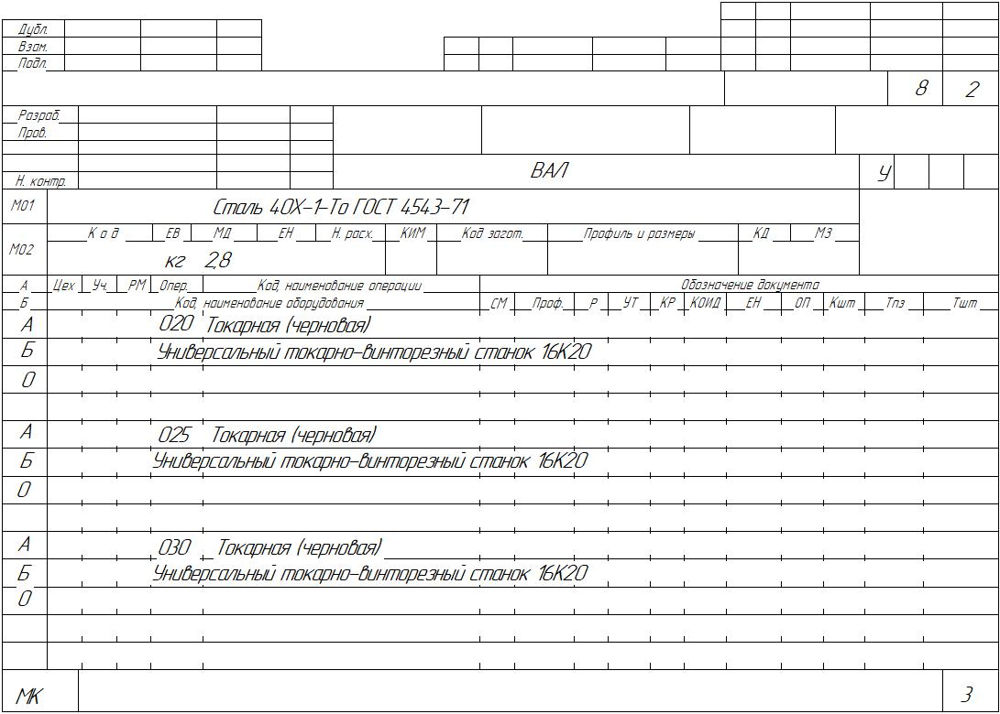 Дубл.
Взам.
Подл.
8 2
Разраб.
Пров.
ВАЛ У
Н. контр.
М01 Сталь 40Х-1-То ГОСТ 4543-71
М02 Код ЕВ МД ЕН Н. расх. КИМ Код загот. Профиль и размеры КД МЗ
кг 2,8
А Цех Уч. РМ Опер. Код, наименование операции Обозначение документа
Б Код, наименование оборудования СМ Проф. Р УТ КР КОИД ЕН ОП Кшт Тпз Тшт
А 020 Токарная (черновая)
Б Универсальный токарно-винторезный станок 16К20
О
А 025 Токарная (черновая)
Б Универсальный токарно-винторезный станок 16К20
О
А 030 Токарная (черновая)
Б Универсальный токарно-винторезный станок 16К20
О
МК 3